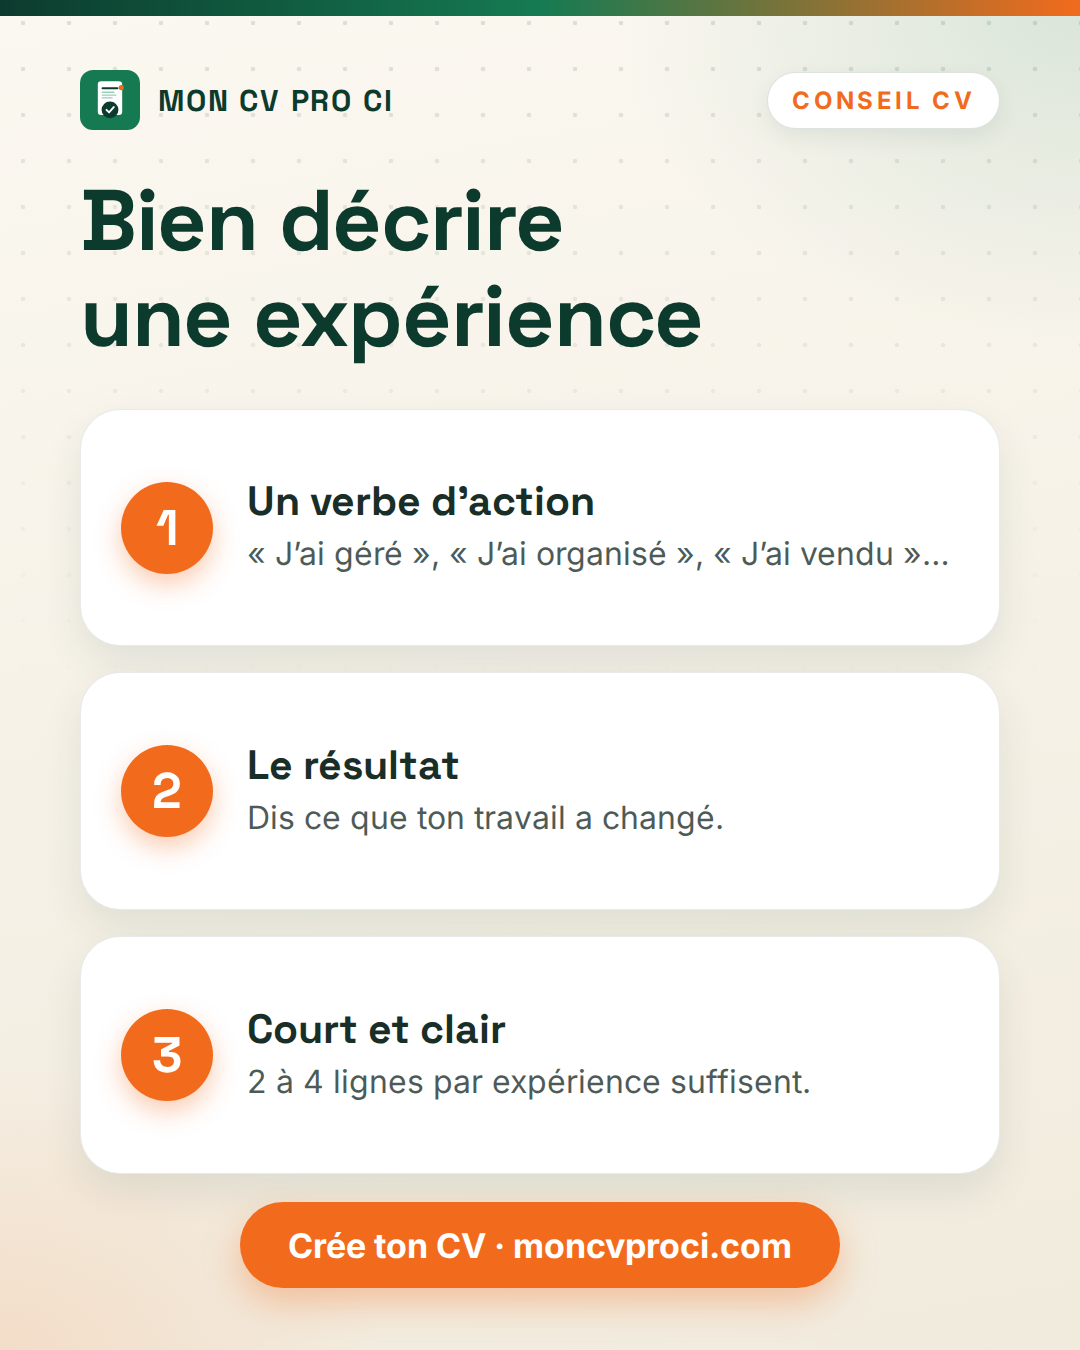 MON CV PRO CI
CONSEIL CV
Bien décrire
une expérience
1
Un verbe d’action
« J’ai géré », « J’ai organisé », « J’ai vendu »…
2
Le résultat
Dis ce que ton travail a changé.
3
Court et clair
2 à 4 lignes par expérience suffisent.
Crée ton CV · moncvproci.com